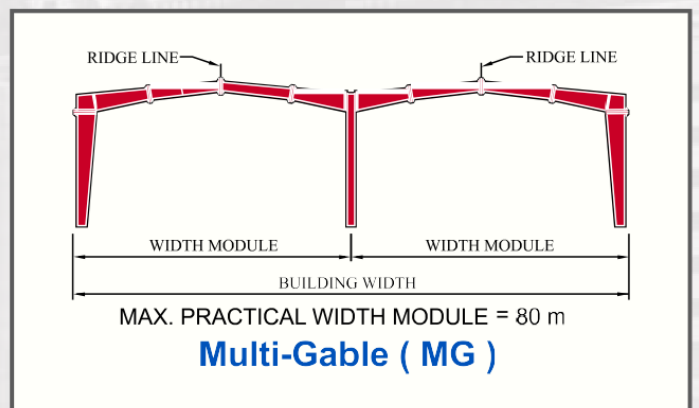 RIDGE LINE
RIDGE LINE
WIDTH MODULE
WIDTH MODULE
BUILDING WIDTH
MAX. PRACTICAL WIDTH MODULE = 80 m
Multi-Gable ( MG )